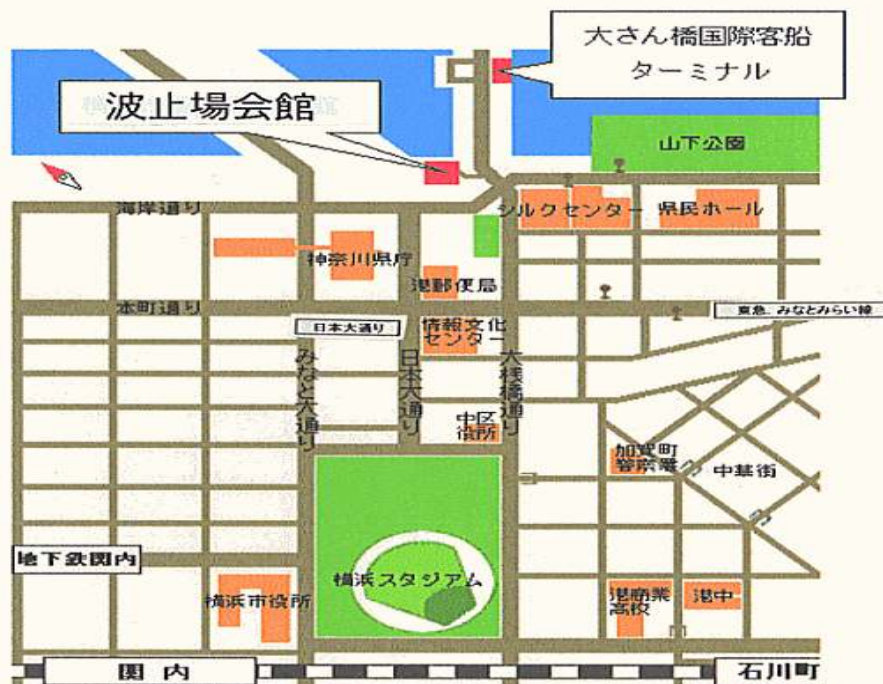 大さん橋国際客船
ターミナル
波止場会館
山下公園
海岸通り
シルクセンター
県民ホール
神奈川県庁
港郵便局
本町通り
日本大通り
情報文化
センター
東急 みなとみらい線
みなと大通り
日本大通り
大桟橋通り
中区
役所
加賀町
警察署
中華街
地下鉄関内
横浜スタジアム
横浜市役所
港商業
高校
港中
関内
石川町